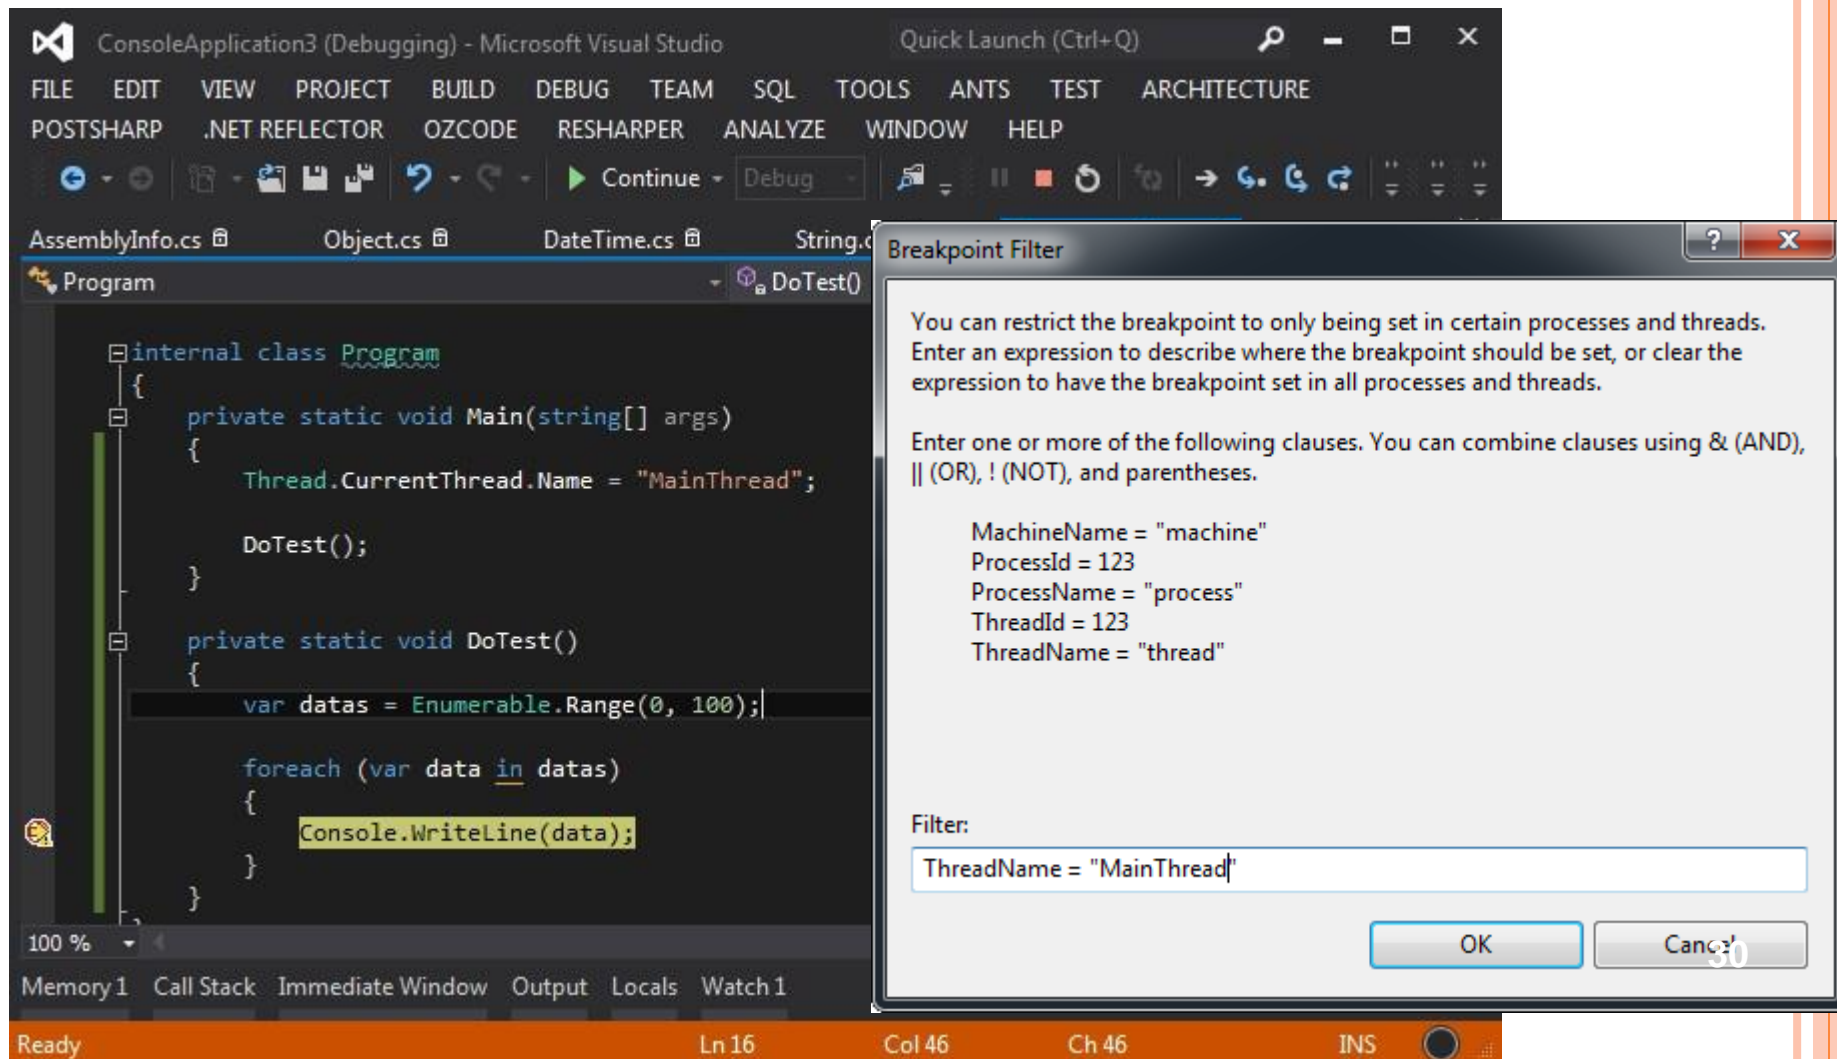 ConsoleApplication3 (Debugging) - Microsoft Visual Studio Quick Launch (Ctrl+Q)
FILE EDIT VIEW PROJECT BUILD DEBUG TEAM SQL TOOLS ANTS TEST ARCHITECTURE
POSTSHARP .NET REFLECTOR OZCODE RESHARPER ANALYZE WINDOW HELP
Continue Debug
AssemblyInfo.cs Object.cs DateTime.cs
Program DoTest()
internal class Program
{
private static void Main(string[] args)
{
Thread.CurrentThread.Name = "MainThread";
DoTest();
}
private static void DoTest()
{
var datas = Enumerable.Range(0, 100);
foreach (var data in datas)
{
Console.WriteLine(data);
}
}
100 %
Memory 1 Call Stack Immediate Window Output Locals Watch 1
Ready Ln 16 Col 46 Ch 46 INS
Breakpoint Filter
You can restrict the breakpoint to only being set in certain processes and threads.
Enter an expression to describe where the breakpoint should be set, or clear the
expression to have the breakpoint set in all processes and threads.
Enter one or more of the following clauses. You can combine clauses using & (AND),
|| (OR), ! (NOT), and parentheses.
MachineName = "machine"
ProcessId = 123
ProcessName = "process"
ThreadId = 123
ThreadName = "thread"
Filter:
ThreadName = "MainThread"
OK Cancel
30